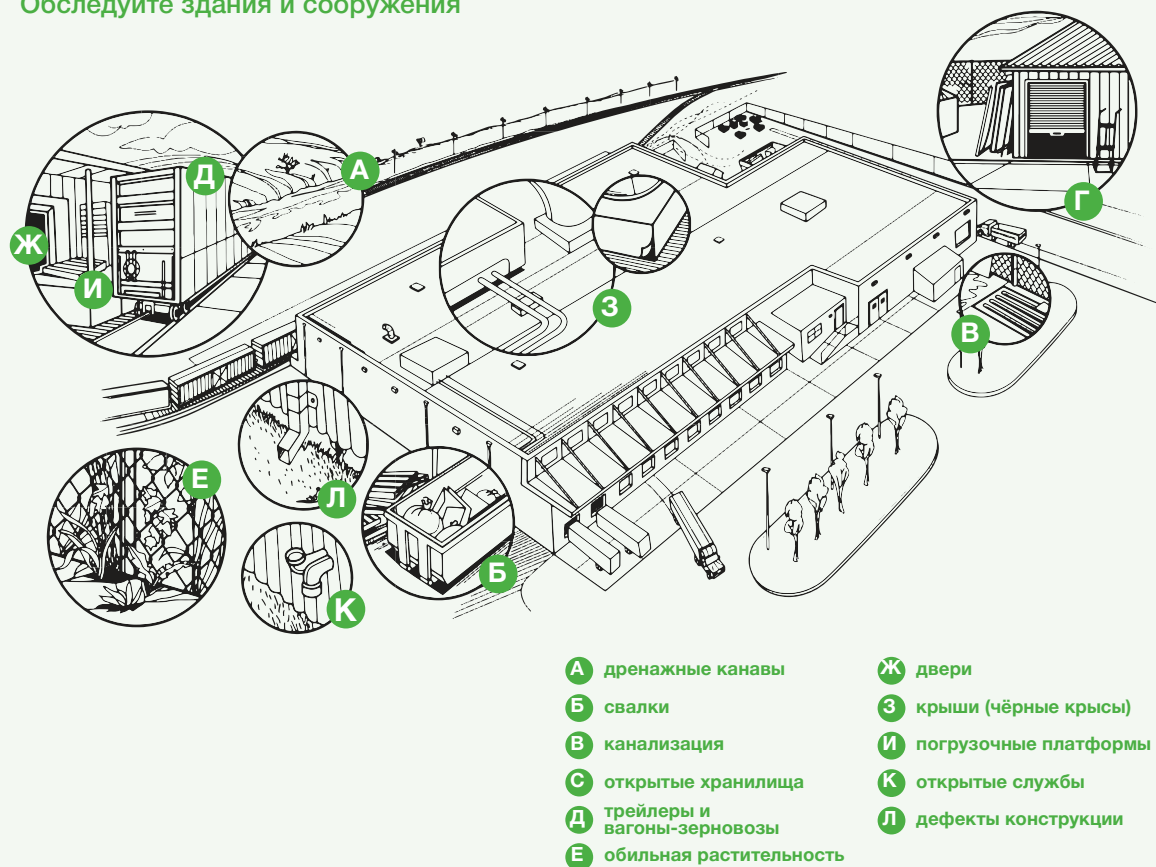 Обследуйте здания и сооружения
А
Д
Ж
И
З
Г
В
Е
Л
К
Б
А дренажные канавы
Б свалки
В канализация
С открытые хранилища
Д трейлеры и
вагоны-зерновозы
Е обильная растительность
Ж двери
З крыши (чёрные крысы)
И погрузочные платформы
К открытые службы
Л дефекты конструкции